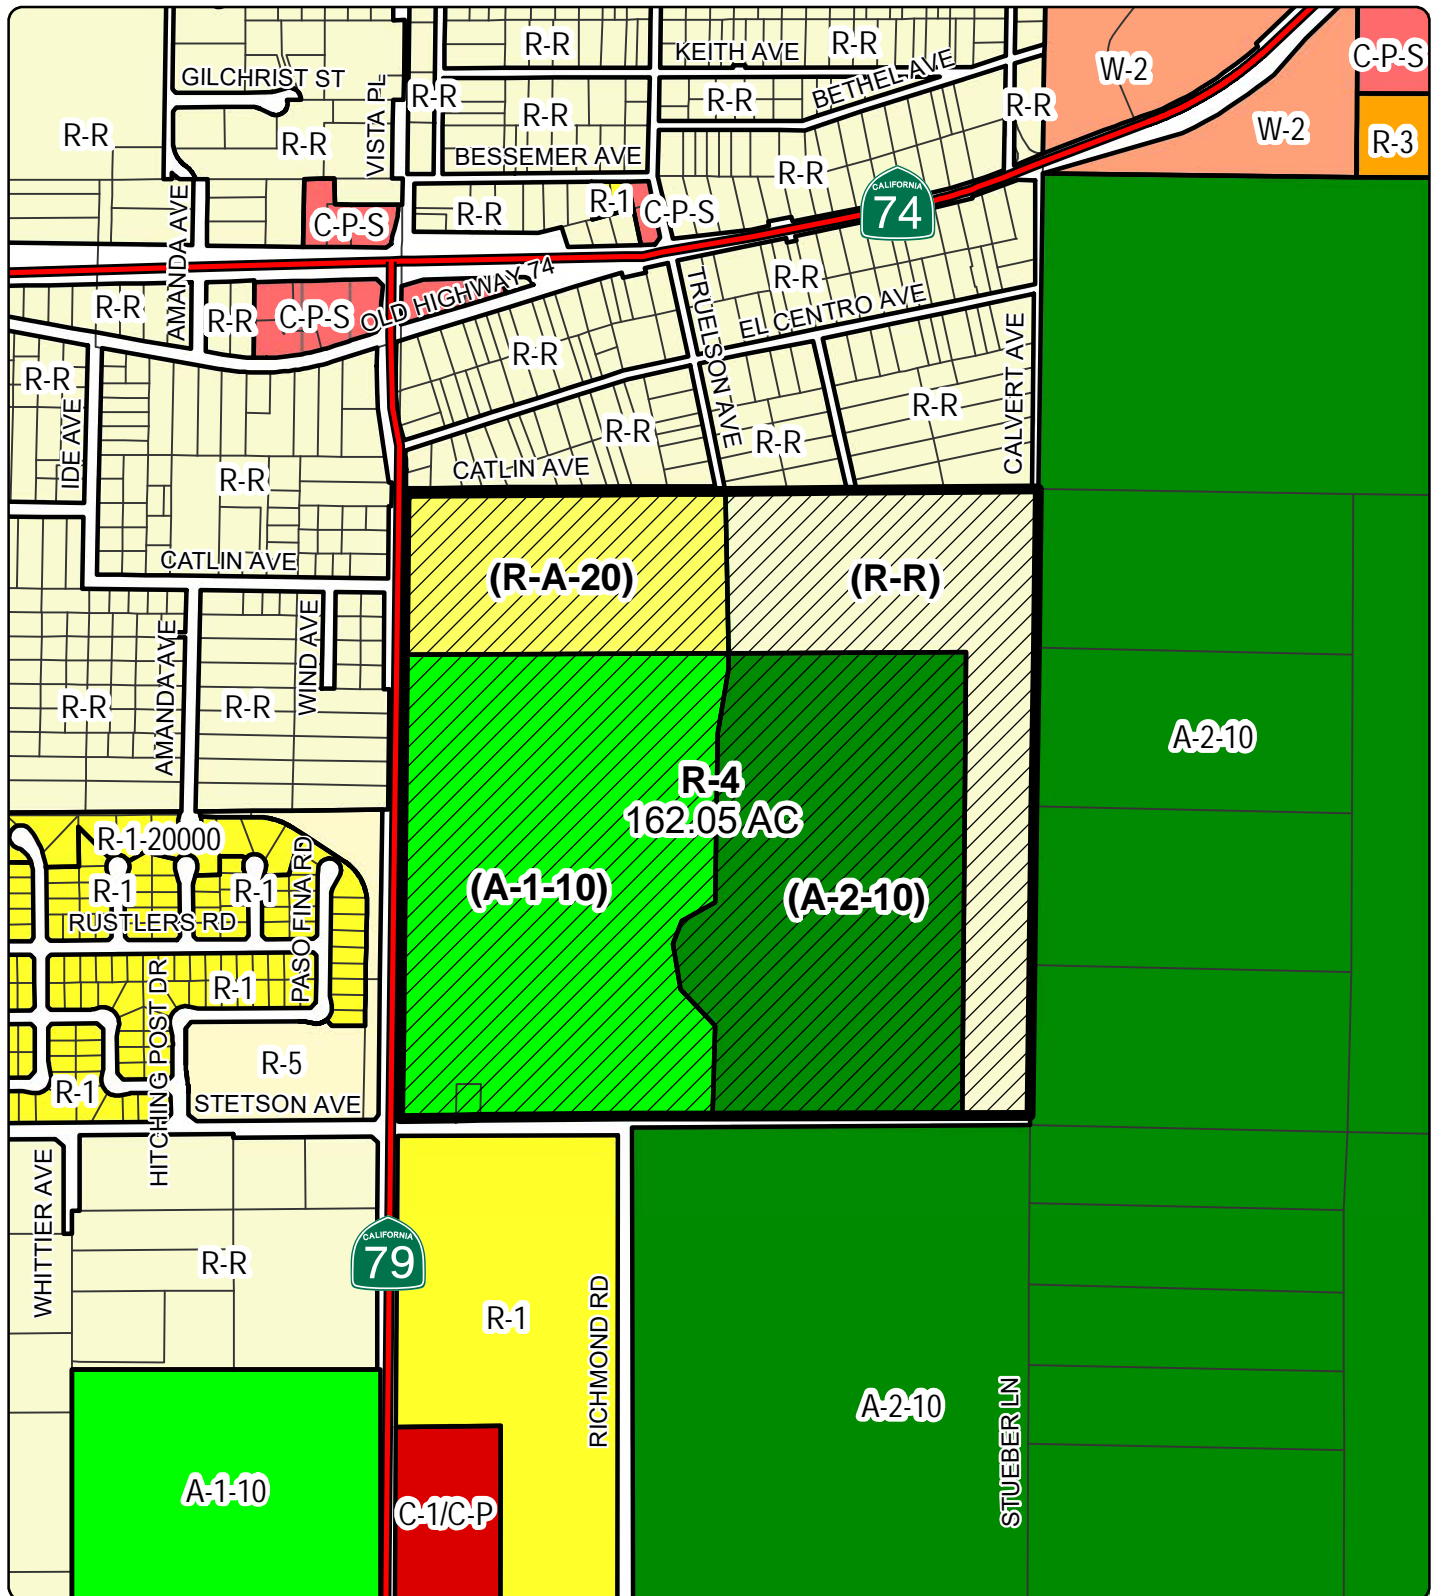 R-R
KEITH AVE
R-R
C-P-S
GILCHRIST ST
VISTA PL
R-R
R-R
BETHEL AVE
W-2
R-R
R-R
R-R
R-R
R-R
W-2
R-3
BESSEMER AVE
R-R
AMANDA AVE
C-P-S
R-R
R-1
C-P-S
CALIFORNIA
74
R-R
R-R
C-P-S
OLD HIGHWAY 74
R-R
TRUELSON AVE
EL CENTRO AVE
CALVERT AVE
R-R
R-R
IDE AVE
R-R
R-R
R-R
R-R
CATLIN AVE
CATLIN AVE
(R-A-20)
(R-R)
AMANDA AVE
WIND AVE
R-R
R-R
A-2-10
R-4
162.05 AC
(A-1-10)
(A-2-10)
R-1-20000
R-1
R-1
PASO FINA RD
RUSTLERS RD
HITCHING POST DR
R-1
R-5
R-1
STETSON AVE
WHITTIER AVE
R-R
CALIFORNIA
79
R-1
RICHMOND RD
A-2-10
STUEBER LN
A-1-10
C-1/C-P